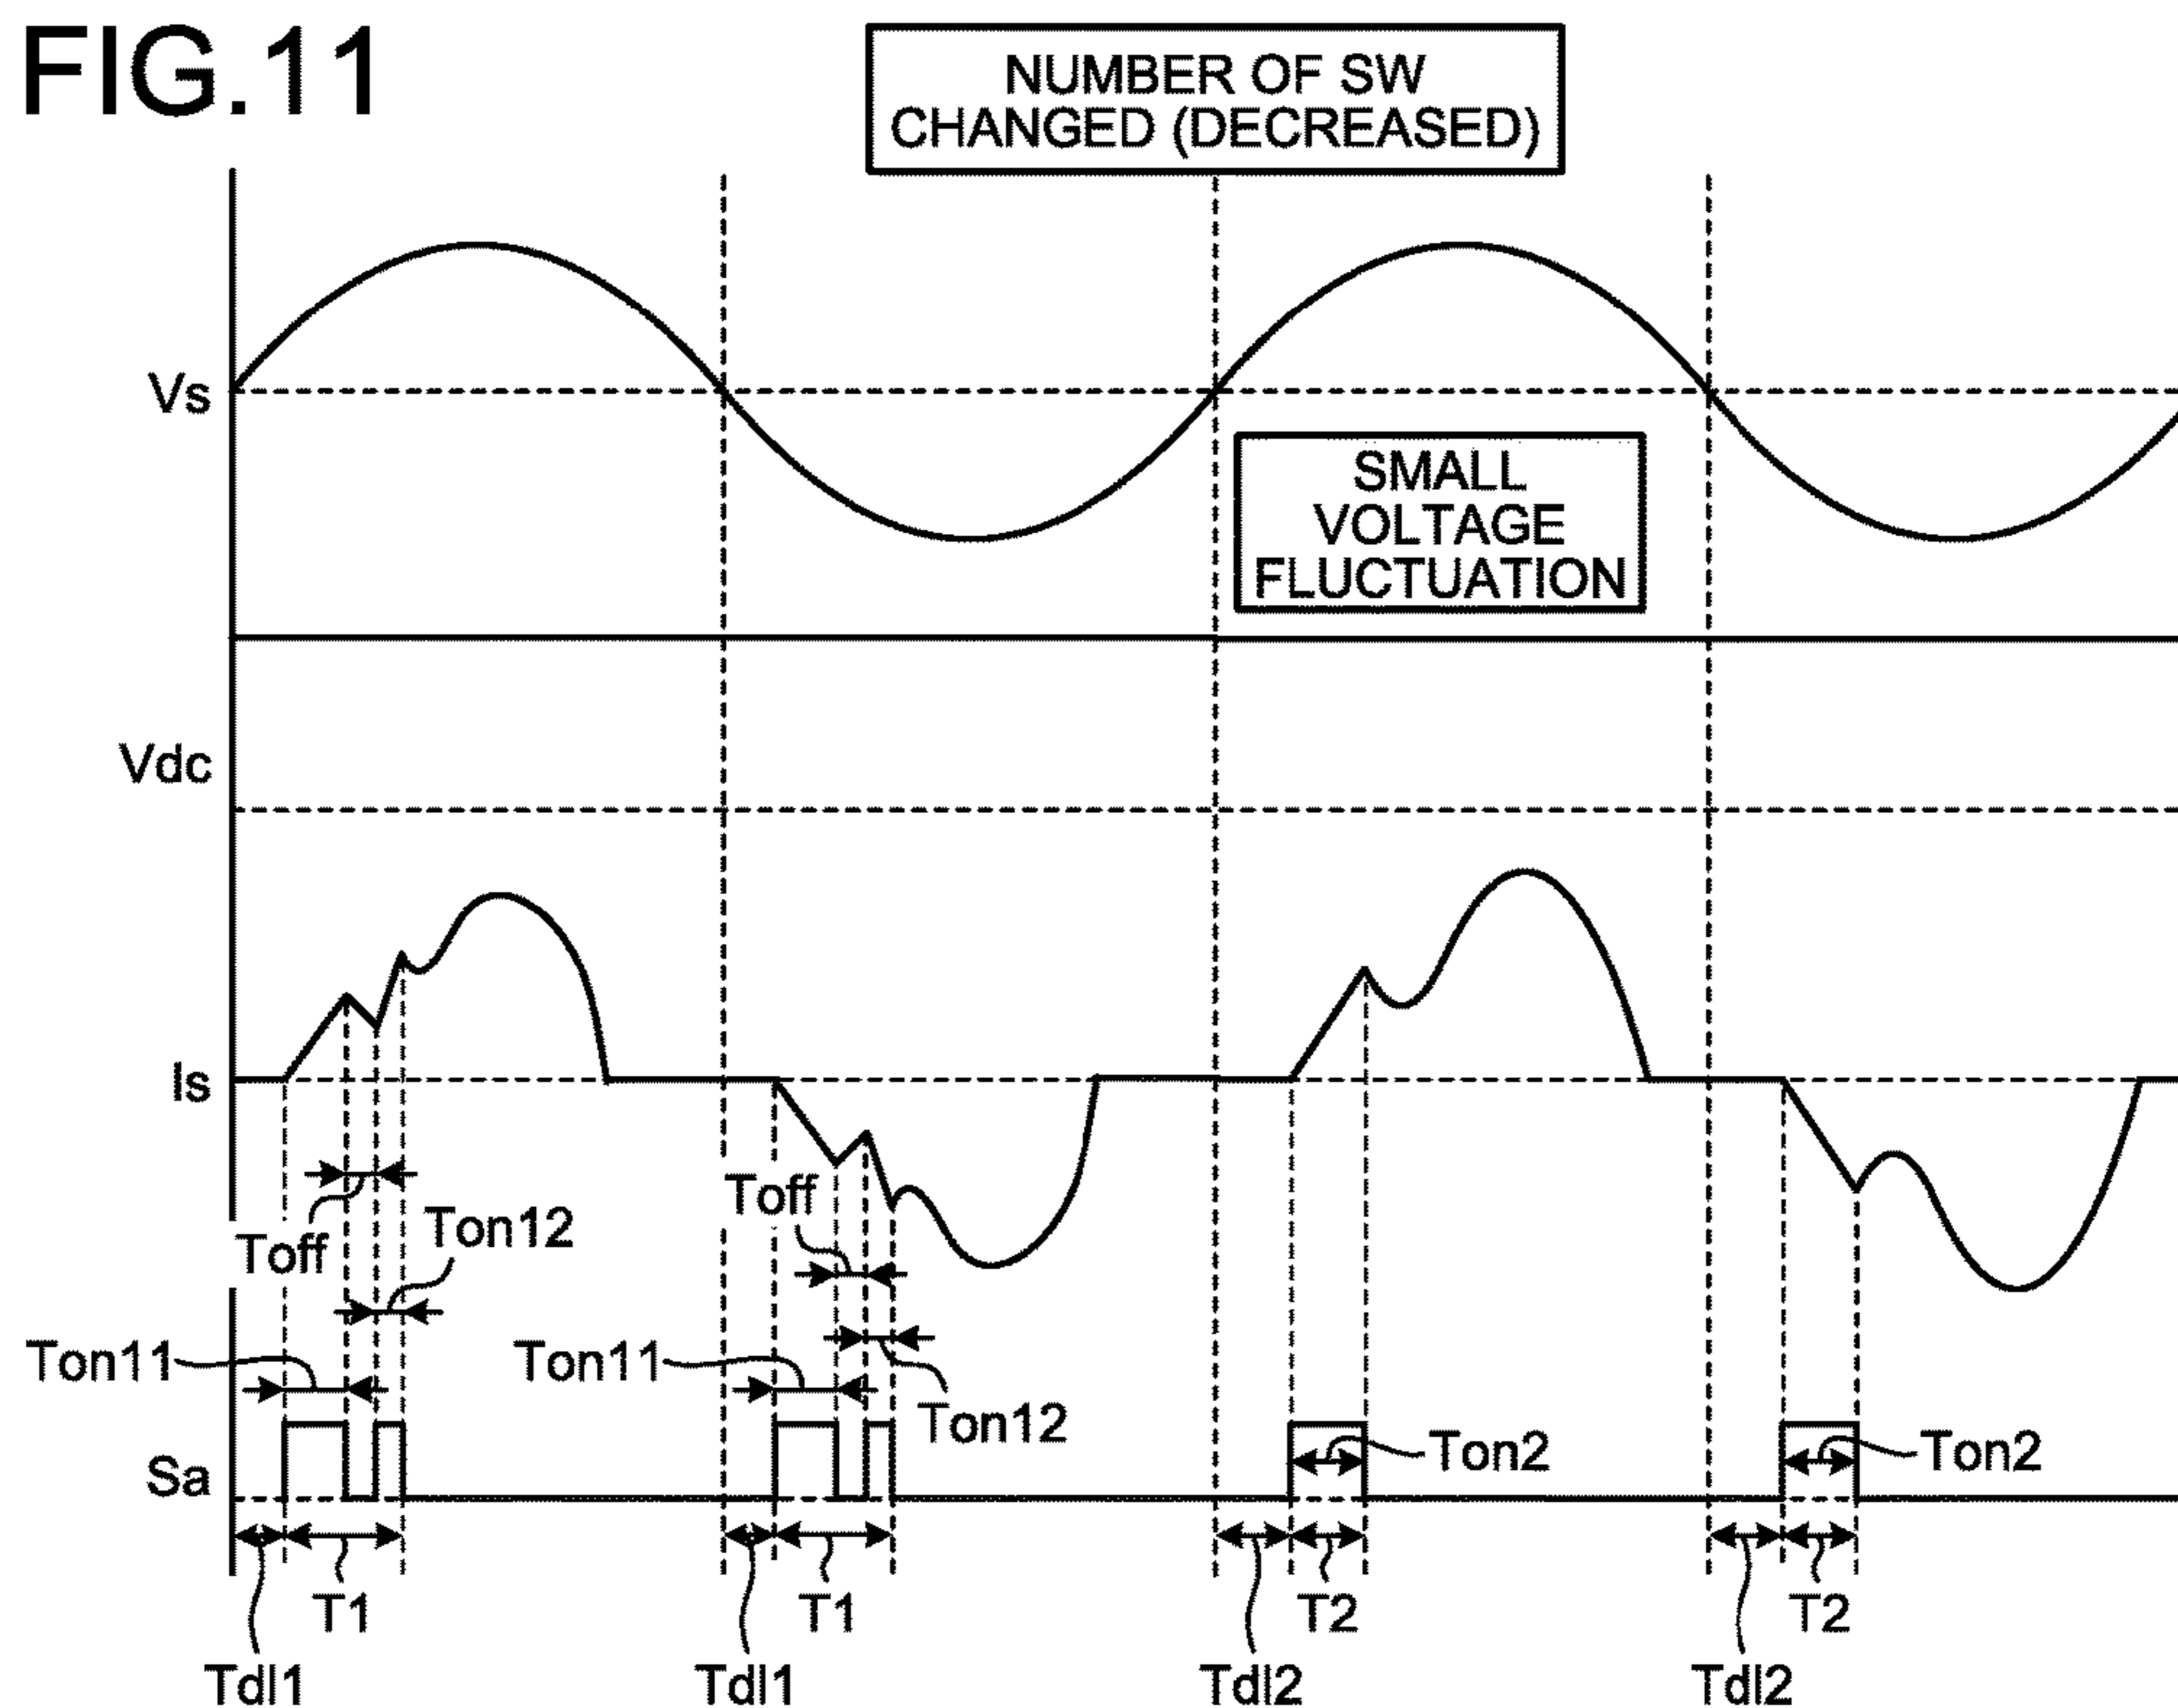 FIG.11
NUMBER OF SW
CHANGED (DECREASED)
Vs
SMALL
VOLTAGE
FLUCTUATION
Vdc
Is
Toff
Ton12
Toff
Ton11
Ton11
Ton12
Sa
Ton2
Ton2
T1
T1
T2
T2
Tdl1
Tdl1
Tdl2
Tdl2